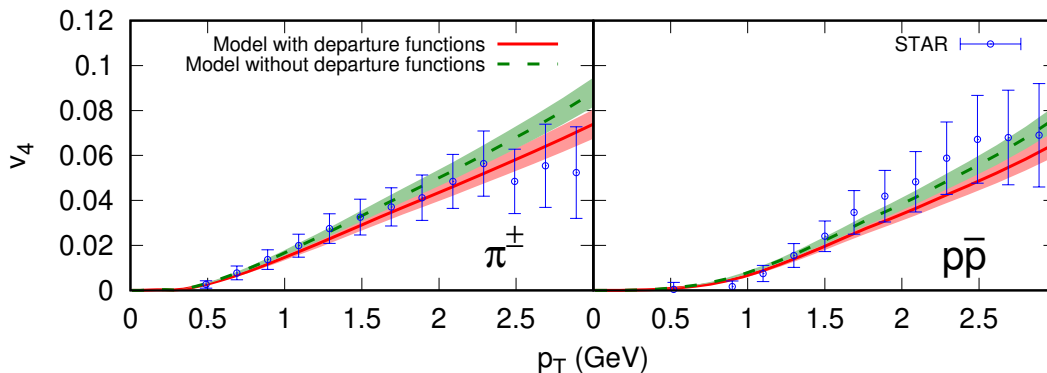 0.12
0.1
0.08
0.06
0.04
0.02
0
v4
Model with departure functions
Model without departure functions
STAR
π±
pp̄
0 0.5 1 1.5 2 2.5 0 0.5 1 1.5 2 2.5
pT (GeV)